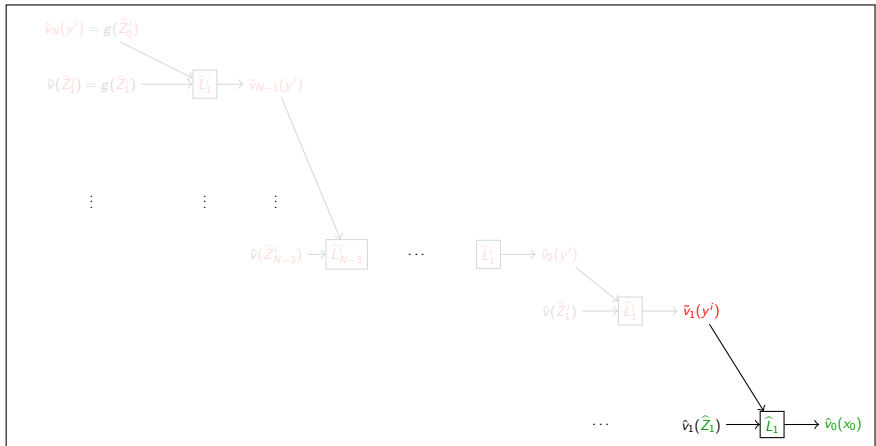 ṽ_N(y^i) = g(Ẑ_0^i)
v̂(Ẑ_1^i) = g(Ẑ_1^i) L̂_1^i ṽ_{N−1}(y^i)
⋮ ⋮ ⋮
v̂(Ẑ_{N−3}^i) L̂_{N−3}^i ⋯ L̂_1^i v̂_2(y^i)
v̂(Ẑ_1^i) L̂_1^i ṽ_1(y^i)
⋯ v̂_1(Ẑ_1) L̂_1 v̂_0(x_0)